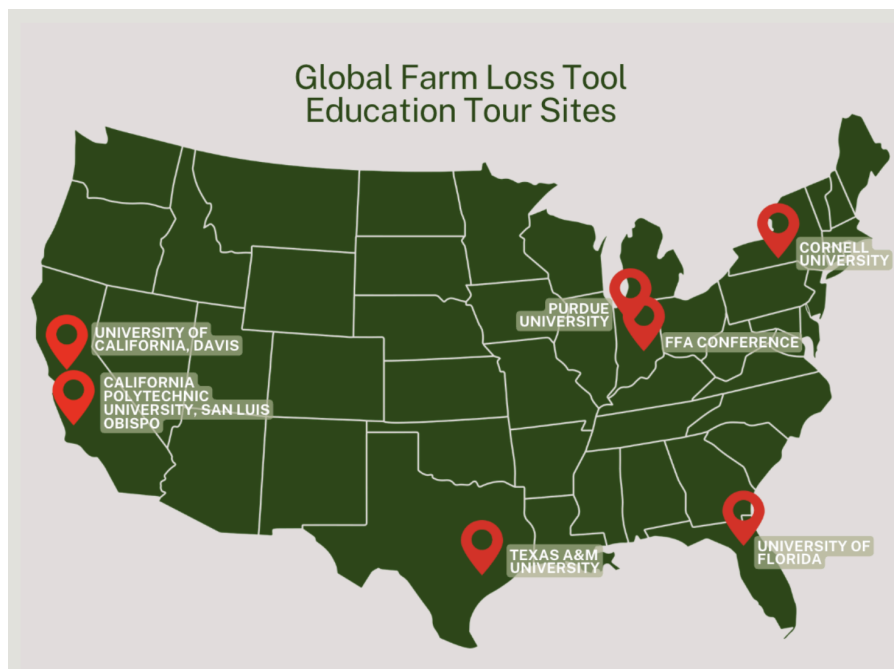 Global Farm Loss Tool
Education Tour Sites
CORNELL
UNIVERSITY
PURDUE
UNIVERSITY
FFA CONFERENCE
UNIVERSITY OF
CALIFORNIA, DAVIS
CALIFORNIA
POLYTECHNIC
UNIVERSITY, SAN LUIS
OBISPO
TEXAS A&M
UNIVERSITY
UNIVERSITY OF
FLORIDA